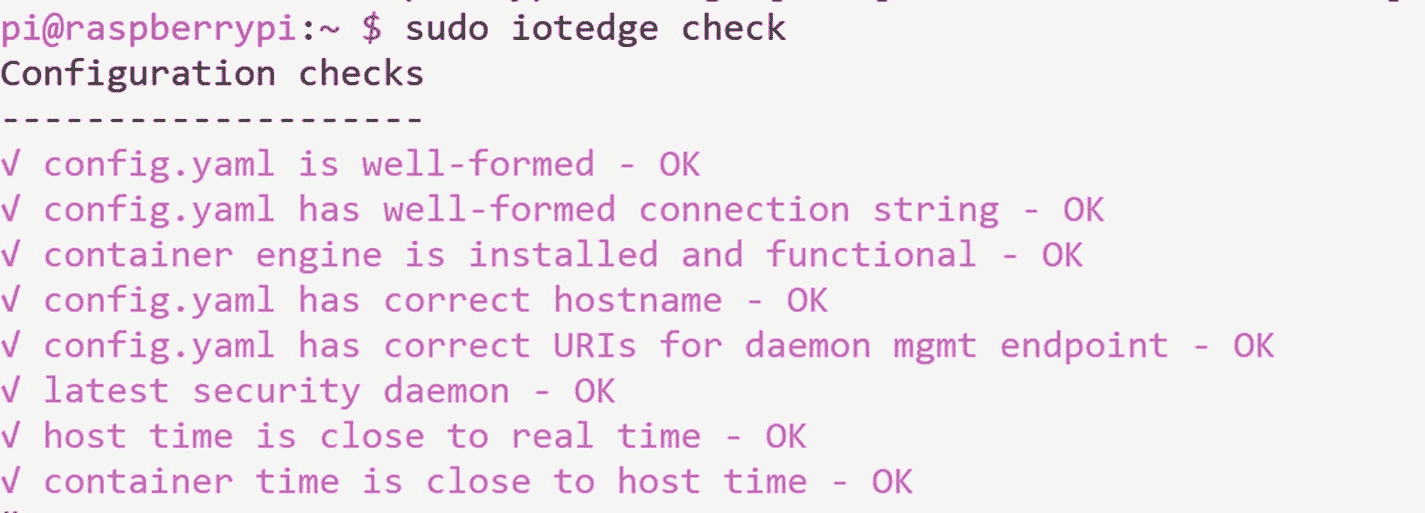 pi@raspberrypi:~ $ sudo iotedge check
Configuration checks
--------------------
√ config.yaml is well-formed - OK
√ config.yaml has well-formed connection string - OK
√ container engine is installed and functional - OK
√ config.yaml has correct hostname - OK
√ config.yaml has correct URIs for daemon mgmt endpoint - OK
√ latest security daemon - OK
√ host time is close to real time - OK
√ container time is close to host time - OK